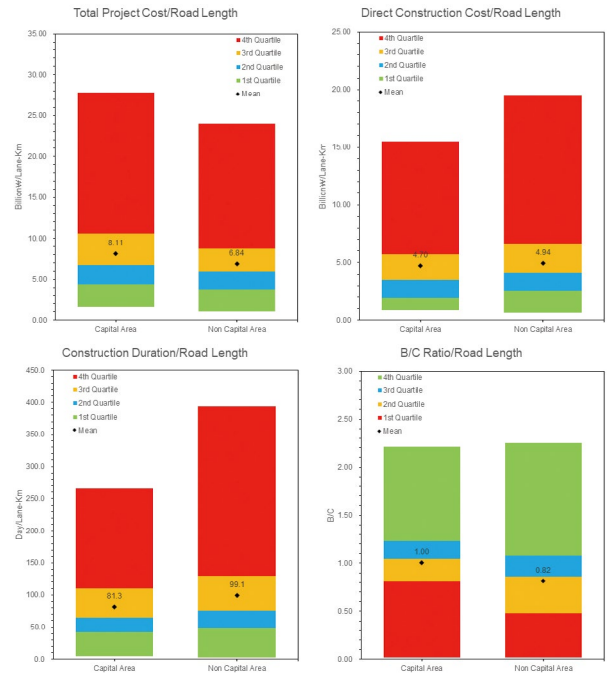 Total Project Cost/Road Length
35.00
30.00
25.00
20.00
15.00
10.00
5.00
0.00
Billion₩/Lane-Km
4th Quartile
3rd Quartile
2nd Quartile
1st Quartile
Mean
8.11
6.84
Capital Area
Non Capital Area
Direct Construction Cost/Road Length
25.00
20.00
15.00
10.00
5.00
0.00
Billion₩/Lane-Km
4th Quartile
3rd Quartile
2nd Quartile
1st Quartile
Mean
4.70
4.94
Capital Area
Non Capital Area
Construction Duration/Road Length
450.0
400.0
350.0
300.0
250.0
200.0
150.0
100.0
50.0
0.0
Day/Lane-Km
4th Quartile
3rd Quartile
2nd Quartile
1st Quartile
Mean
81.3
99.1
Capital Area
Non Capital Area
B/C Ratio/Road Length
3.00
2.50
2.00
1.50
1.00
0.50
0.00
B/C
4th Quartile
3rd Quartile
2nd Quartile
1st Quartile
Mean
1.00
0.82
Capital Area
Non Capital Area